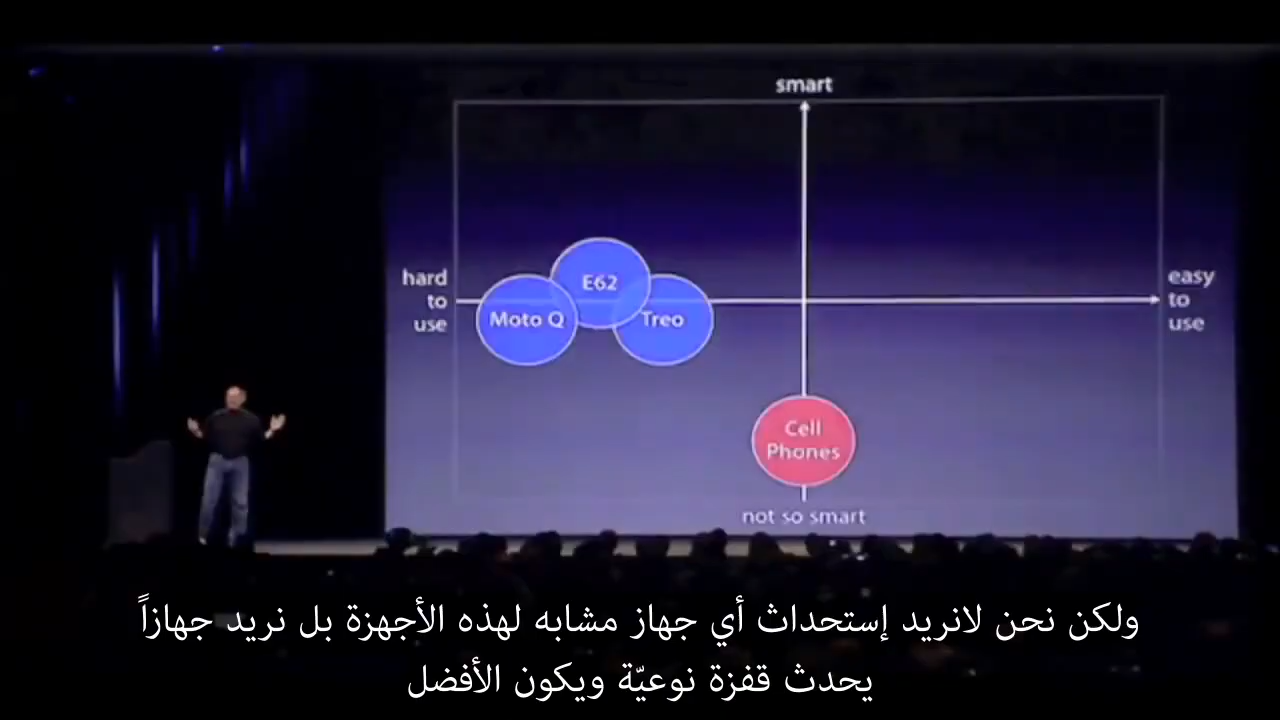 smart
hard
to
use
E62
Moto Q
Treo
easy
to
use
Cell
Phones
not so smart
ولكن نحن لانريد إستحداث أي جهاز مشابه لهذه الأجهزة بل نريد جهازاً
يحدث قفزة نوعيّة ويكون الأفضل